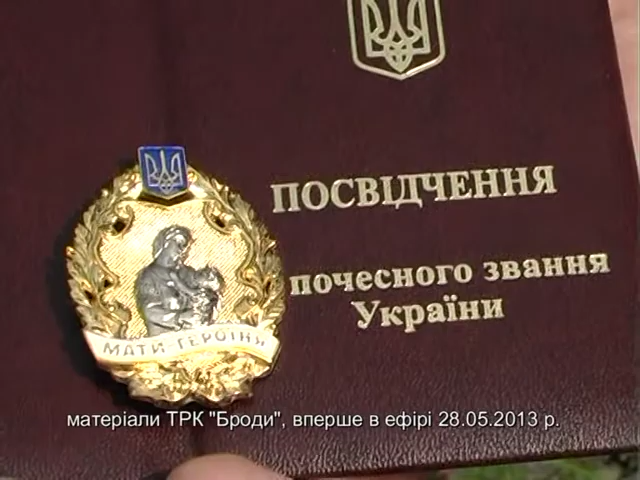 ПОСВІДЧЕННЯ
почесного звання
України
МАТИ-ГЕРОЇНЯ
матеріали ТРК "Броди", вперше в ефірі 28.05.2013 р.